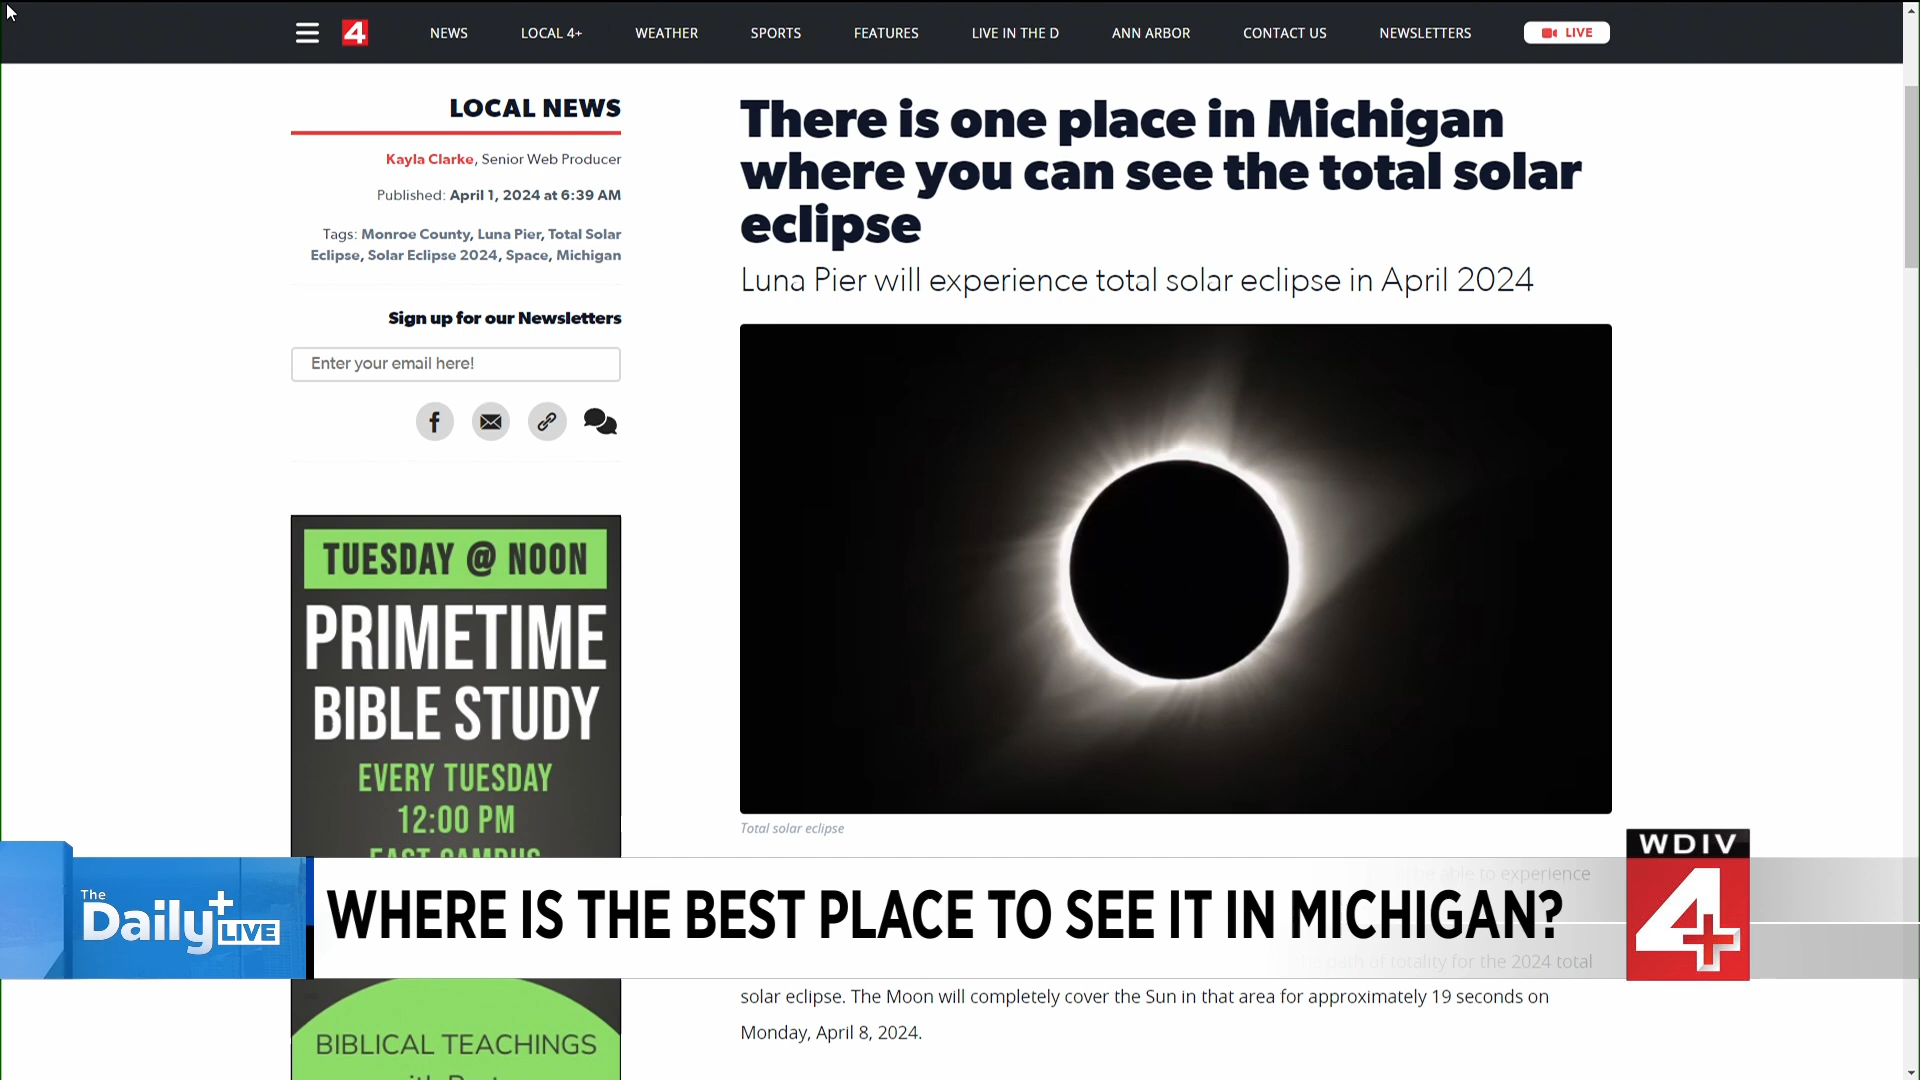 4
NEWS
LOCAL 4+
WEATHER
SPORTS
FEATURES
LIVE IN THE D
ANN ARBOR
CONTACT US
NEWSLETTERS
LIVE
LOCAL NEWS
Kayla Clarke, Senior Web Producer
Published: April 1, 2024 at 6:39 AM
Tags: Monroe County, Luna Pier, Total Solar
Eclipse, Solar Eclipse 2024, Space, Michigan
Sign up for our Newsletters
Enter your email here!
f
TUESDAY @ NOON
PRIMETIME
BIBLE STUDY
EVERY TUESDAY
12:00 PM
EAST CAMPUS
BIBLICAL TEACHINGS
There is one place in Michigan
where you can see the total solar
eclipse
Luna Pier will experience total solar eclipse in April 2024
Total solar eclipse
be able to experience
path of totality for the 2024 total
solar eclipse. The Moon will completely cover the Sun in that area for approximately 19 seconds on
Monday, April 8, 2024.
The
Daily+
LIVE
WHERE IS THE BEST PLACE TO SEE IT IN MICHIGAN?
WDIV
4+